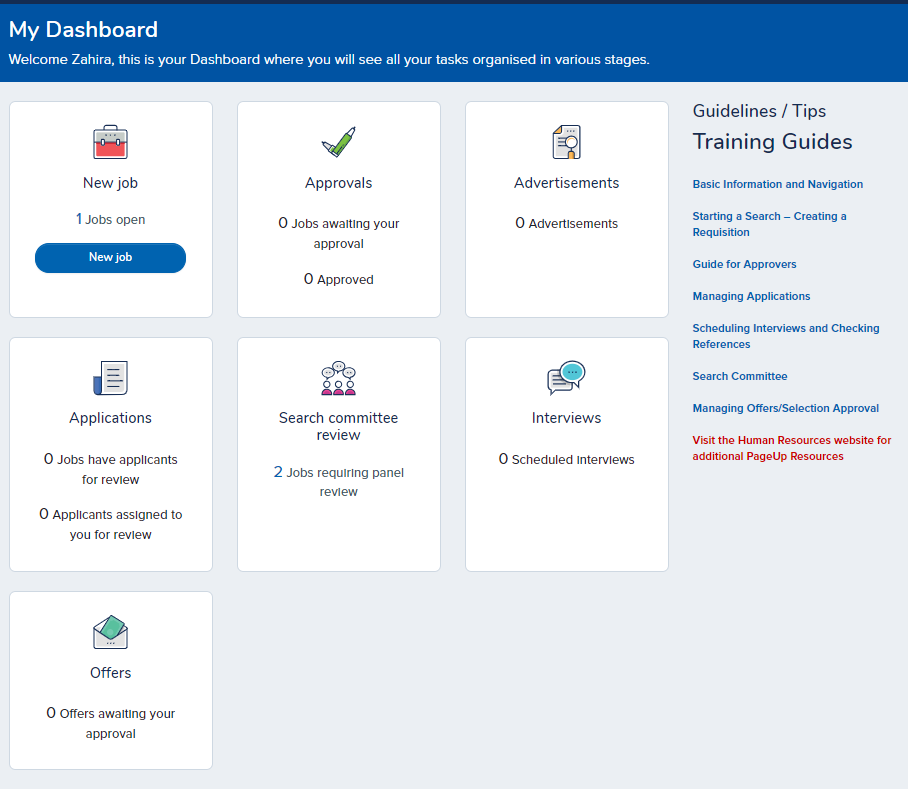 My Dashboard
Welcome Zahira, this is your Dashboard where you will see all your tasks organised in various stages.
New job
1 Jobs open
New job
Approvals
0 Jobs awaiting your
approval
0 Approved
Advertisements
0 Advertisements
Applications
0 Jobs have applicants
for review
0 Applicants assigned to
you for review
Search committee
review
2 Jobs requiring panel
review
Interviews
0 Scheduled interviews
Offers
0 Offers awaiting your
approval
Guidelines / Tips
Training Guides
Basic Information and Navigation
Starting a Search – Creating a
Requisition
Guide for Approvers
Managing Applications
Scheduling Interviews and Checking
References
Search Committee
Managing Offers/Selection Approval
Visit the Human Resources website for
additional PageUp Resources